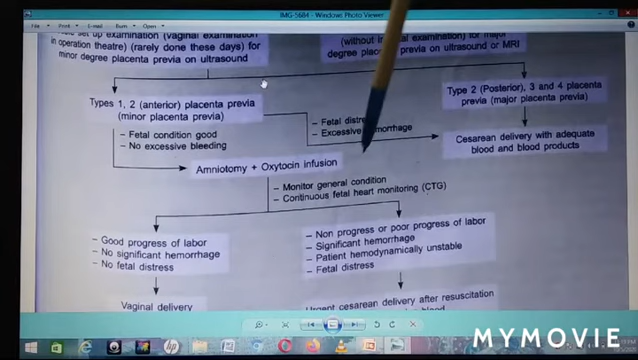 IMG-5684 - Windows Photo Viewer
File Print E-mail Burn Open
set up examination (vaginal examination
in operation theatre) (rarely done these days) for
minor degree placenta previa on ultrasound
(without examination) for major
degree placenta previa on ultrasound or MRI
Types 1, 2 (anterior) placenta previa
(minor placenta previa)
Type 2 (Posterior), 3 and 4 placenta
previa (major placenta previa)
– Fetal
– Excessive
– Fetal condition good
– No excessive bleeding
Cesarean delivery with adequate
blood and blood products
Amniotomy + Oxytocin infusion
– Monitor general condition
– Continuous fetal heart monitoring (CTG)
– Good progress of labor
– No significant hemorrhage
– No fetal distress
– Non progress or poor progress of labor
– Significant hemorrhage
– Patient hemodynamically unstable
– Fetal distress
Vaginal delivery
Urgent cesarean delivery after resuscitation
hp
MYMOVIE